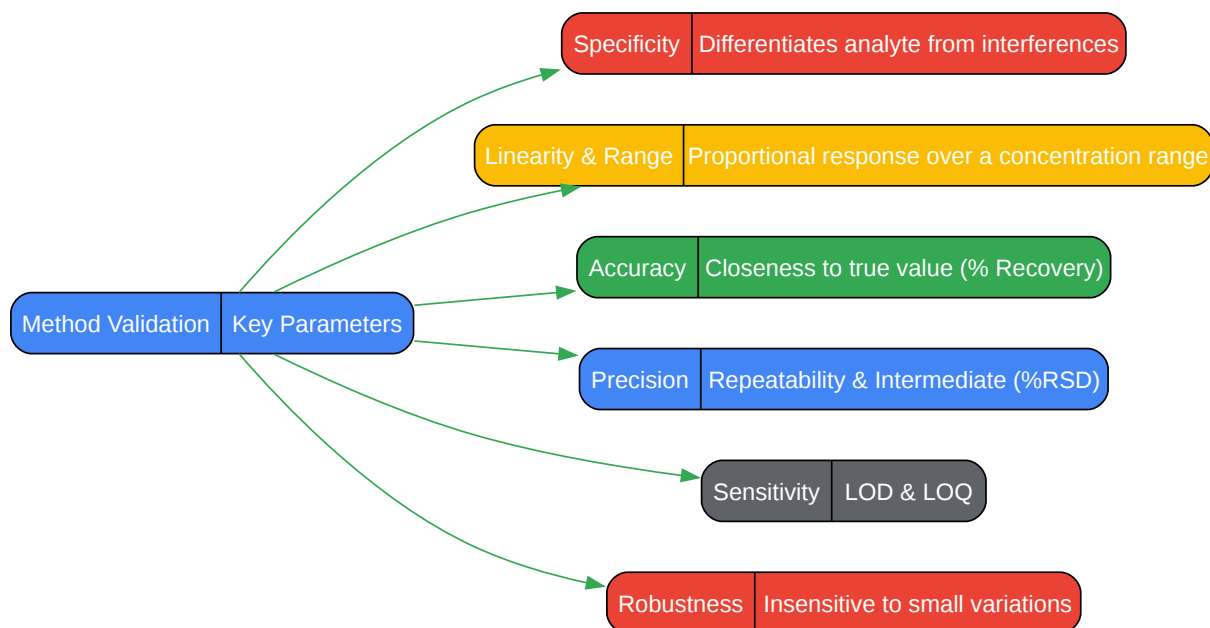 Specificity
Differentiates analyte from interferences
Linearity & Range
Proportional response over a concentration range
Accuracy
Closeness to true value (% Recovery)
Method Validation
Key Parameters
Precision
Repeatability & Intermediate (%RSD)
Sensitivity
LOD & LOQ
Robustness
Insensitive to small variations